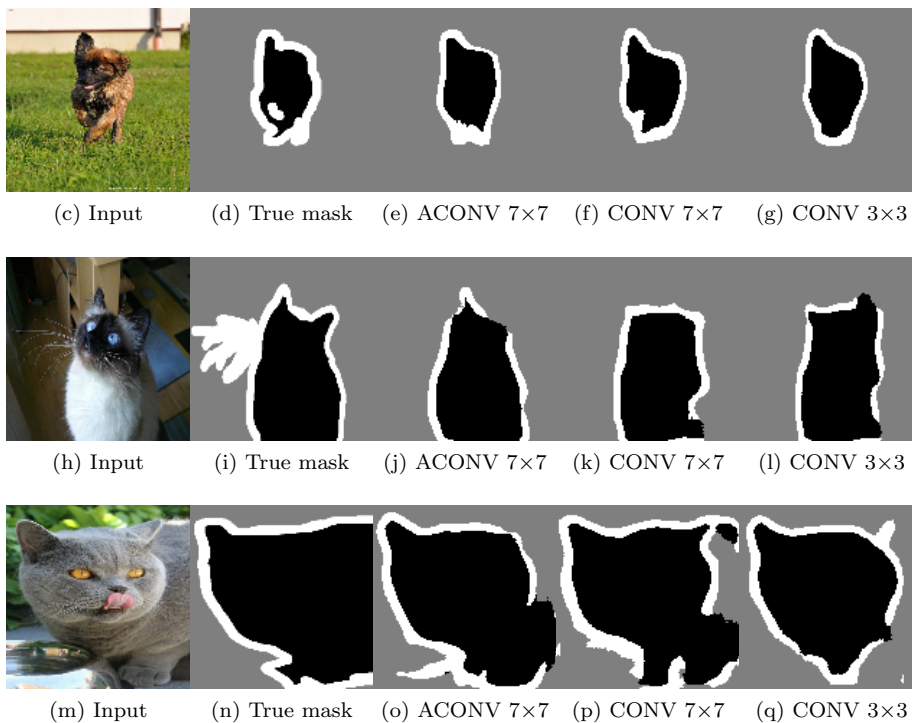 (c) Input (d) True mask (e) ACONV 7×7 (f) CONV 7×7 (g) CONV 3×3
(h) Input (i) True mask (j) ACONV 7×7 (k) CONV 7×7 (l) CONV 3×3
(m) Input (n) True mask (o) ACONV 7×7 (p) CONV 7×7 (q) CONV 3×3